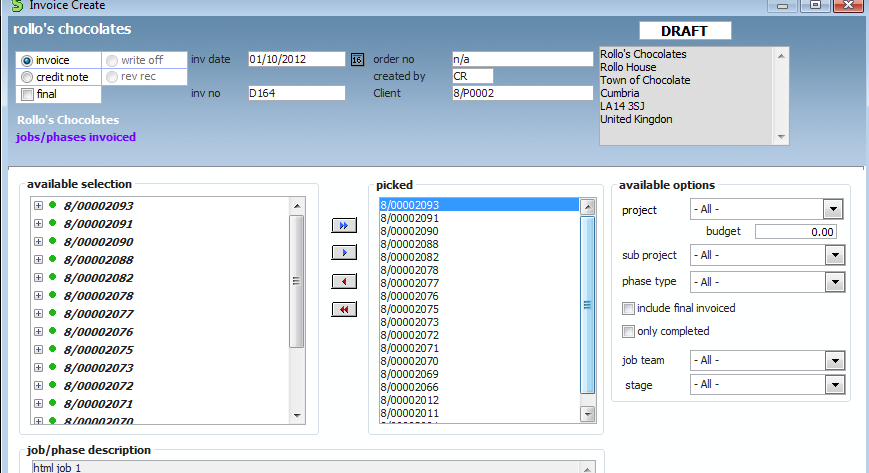 Invoice Create
rollo's chocolates
DRAFT
invoice
write off
credit note
rev rec
final
inv date 01/10/2012 16
inv no D164
order no n/a
created by CR
Client 8/P0002
Rollo's Chocolates
Rollo House
Town of Chocolate
Cumbria
LA14 3SJ
United Kingdon
Rollo's Chocolates
jobs/phases invoiced
available selection
8/00002093
8/00002091
8/00002090
8/00002088
8/00002082
8/00002078
8/00002077
8/00002076
8/00002075
8/00002073
8/00002072
8/00002071
8/00002070
picked
8/00002093
8/00002091
8/00002090
8/00002088
8/00002082
8/00002078
8/00002077
8/00002076
8/00002075
8/00002073
8/00002072
8/00002071
8/00002070
8/00002069
8/00002066
8/00002012
8/00002011
available options
project - All -
budget 0.00
sub project - All -
phase type - All -
include final invoiced
only completed
job team - All -
stage - All -
job/phase description
html job 1